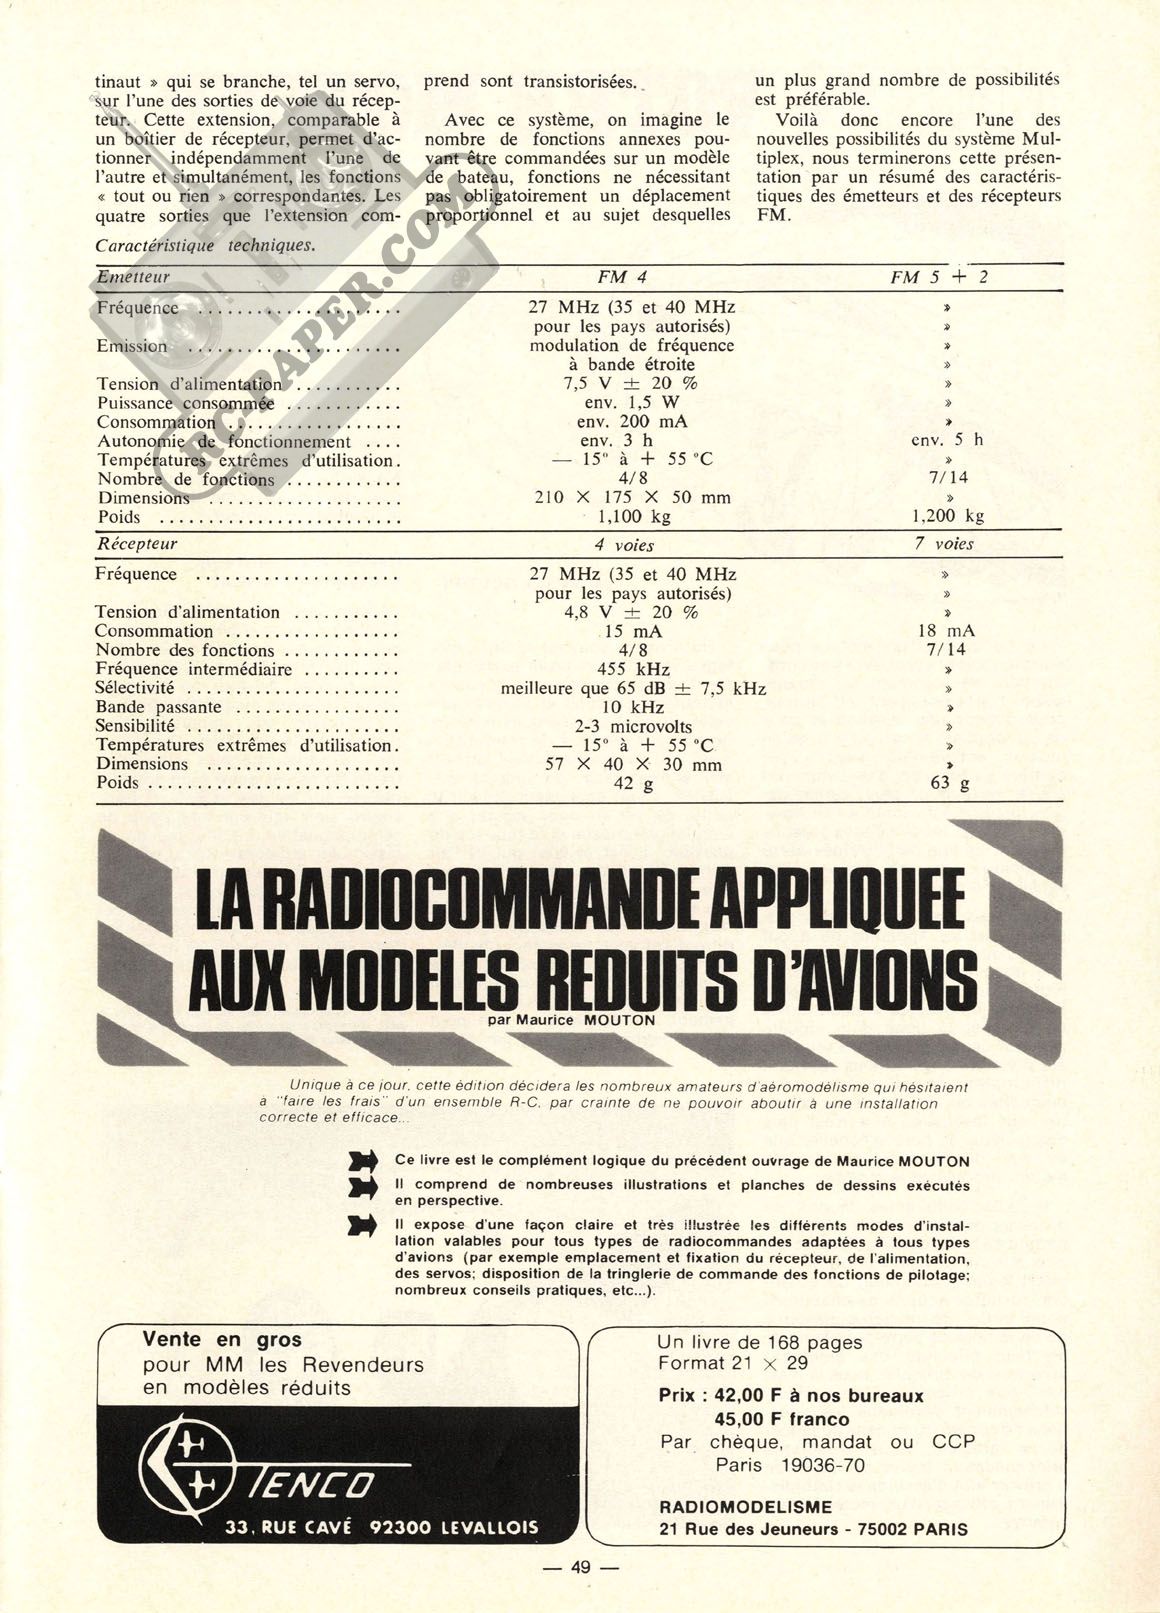 tinaut » qui se branche, tel un servo,
sur l'une des sorties de voie du récep-
teur. Cette extension, comparable à
un boîtier de récepteur, permet d'ac-
tionner indépendamment l'une de
l'autre et simultanément, les fonctions
« tout ou rien » correspondantes. Les
quatre sorties que l'extension com-
prend sont transistorisées.
Avec ce système, on imagine le
nombre de fonctions annexes pou-
vant être commandées sur un modèle
de bateau, fonctions ne nécessitant
pas obligatoirement un déplacement
proportionnel et au sujet desquelles
un plus grand nombre de possibilités
est préférable.
Voilà donc encore l'une des
nouvelles possibilités du système Mul-
tiplex, nous terminerons cette présen-
tation par un résumé des caractéris-
tiques des émetteurs et des récepteurs
FM.
Caractéristique techniques.
Emetteur FM 4 FM 5 + 2
Fréquence ..................... 27 MHz (35 et 40 MHz »
pour les pays autorisés) »
Emission ...................... modulation de fréquence »
à bande étroite »
Tension d'alimentation ........... 7,5 V ± 20 % »
Puissance consommée ............ env. 1,5 W »
Consommation .................. env. 200 mA »
Autonomie de fonctionnement .... env. 3 h env. 5 h
Températures extrêmes d'utilisation. — 15° à + 55 °C »
Nombre de fonctions ............ 4/8 7/14
Dimensions .................... 210 × 175 × 50 mm »
Poids ......................... 1,100 kg 1,200 kg
Récepteur 4 voies 7 voies
Fréquence ..................... 27 MHz (35 et 40 MHz »
pour les pays autorisés) »
Tension d'alimentation ........... 4,8 V ± 20 % »
Consommation .................. 15 mA 18 mA
Nombre des fonctions ............ 4/8 7/14
Fréquence intermédiaire .......... 455 kHz »
Sélectivité ...................... meilleure que 65 dB ± 7,5 kHz »
Bande passante ................. 10 kHz »
Sensibilité ...................... 2-3 microvolts »
Températures extrêmes d'utilisation. — 15° à + 55 °C »
Dimensions .................... 57 × 40 × 30 mm »
Poids .......................... 42 g 63 g
RC-PAPER.COM
LA RADIOCOMMANDE APPLIQUEE
AUX MODELES REDUITS D'AVIONS
par Maurice MOUTON
Unique à ce jour, cette édition décidera les nombreux amateurs d'aéromodélisme qui hésitaient
à "faire les frais" d'un ensemble R-C, par crainte de ne pouvoir aboutir à une installation
correcte et efficace...
Ce livre est le complément logique du précédent ouvrage de Maurice MOUTON
Il comprend de nombreuses illustrations et planches de dessins exécutés
en perspective.
Il expose d'une façon claire et très illustrée les différents modes d'instal-
lation valables pour tous types de radiocommandes adaptées à tous types
d'avions (par exemple emplacement et fixation du récepteur, de l'alimentation,
des servos; disposition de la tringlerie de commande des fonctions de pilotage;
nombreux conseils pratiques, etc...).
Vente en gros
pour MM les Revendeurs
en modèles réduits
TENCO
33, RUE CAVÉ 92300 LEVALLOIS
Un livre de 168 pages
Format 21 × 29
Prix : 42,00 F à nos bureaux
45,00 F franco
Par chèque, mandat ou CCP
Paris 19036-70
RADIOMODELISME
21 Rue des Jeuneurs - 75002 PARIS
— 49 —